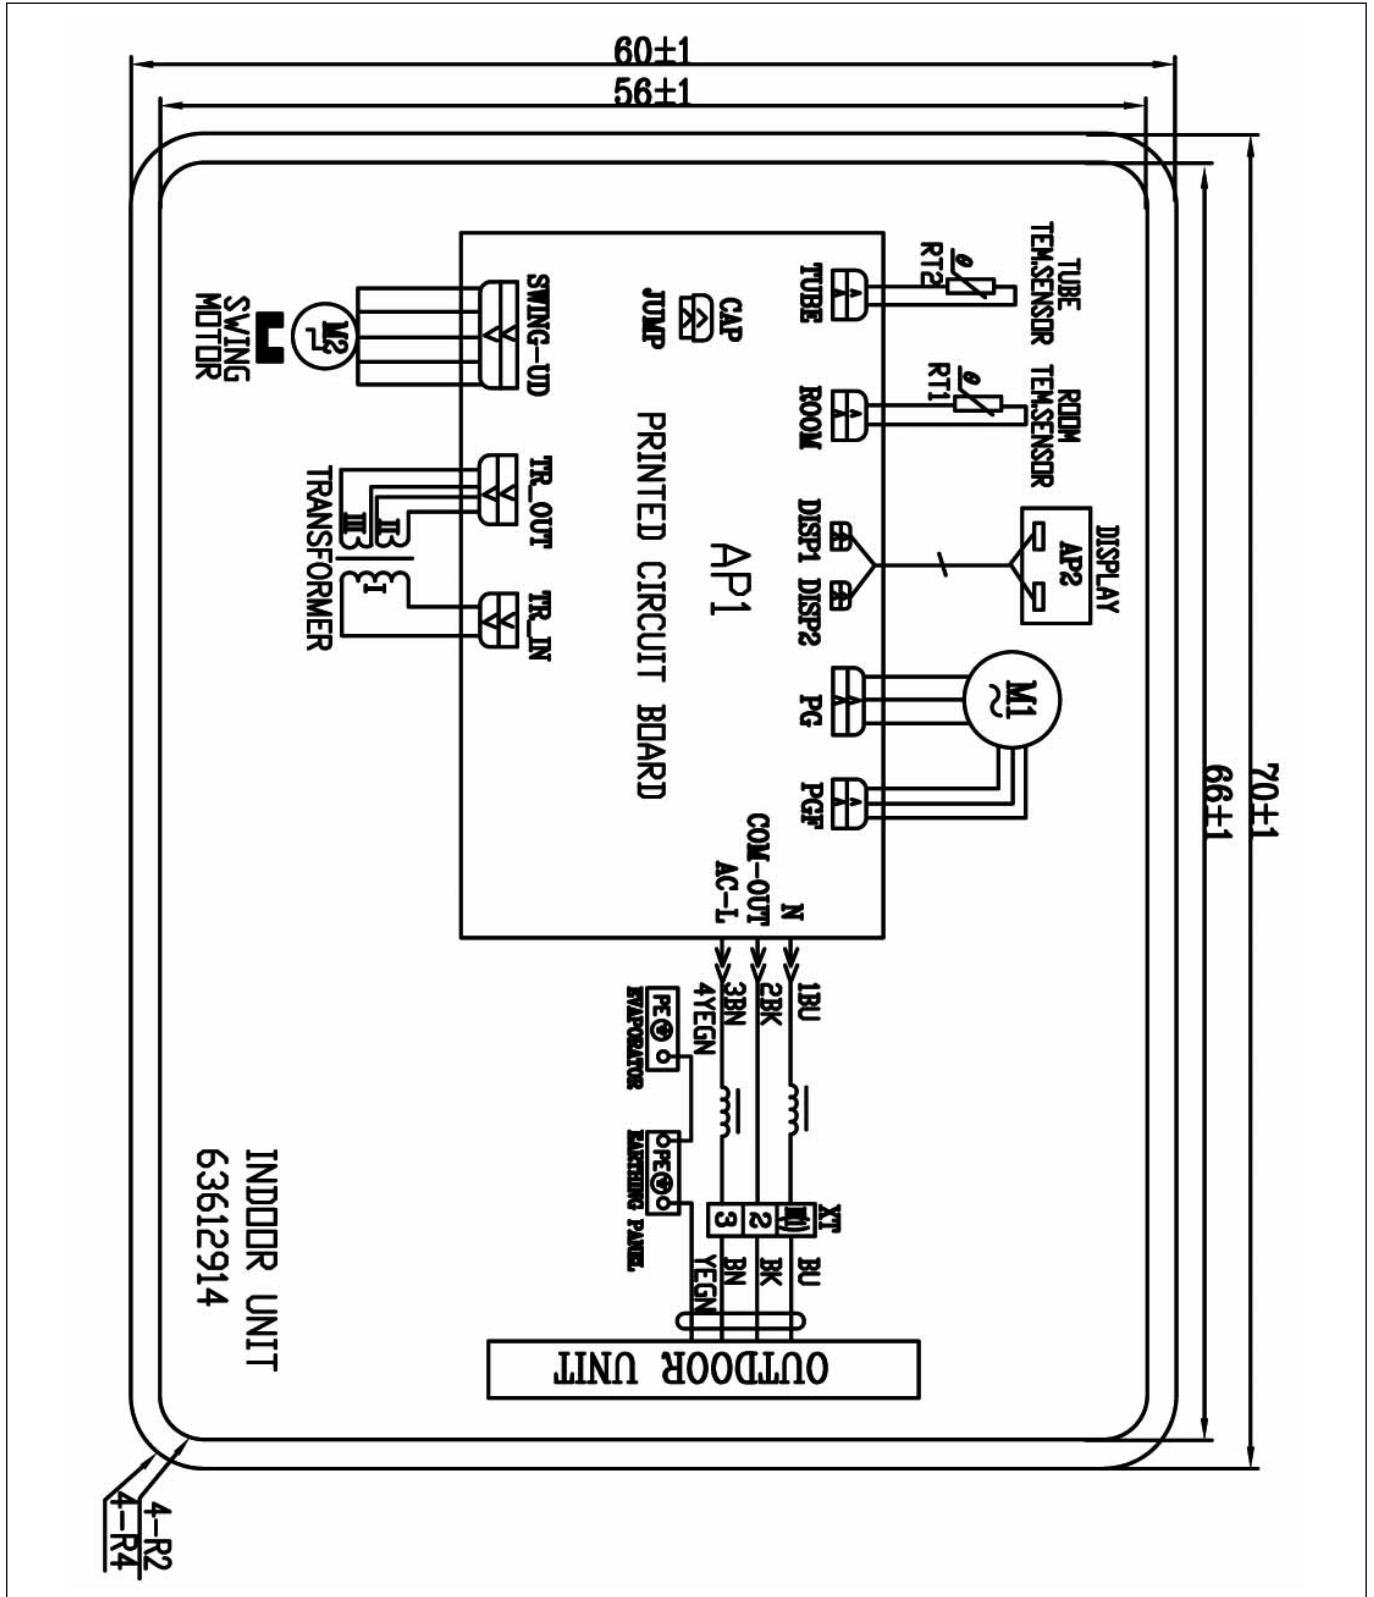 60±1
56±1
70±1
66±1
TUBE
TEM.SENSOR
RT2
θ
ROOM
TEM.SENSOR
RT1
θ
DISPLAY
AP2
M1
TUBE
ROOM
DISP1
DISP2
PG
PGF
CAP
JUMP
AP1
PRINTED CIRCUIT BOARD
SWING-UD
TR_OUT
TR_IN
M2
SWING
MOTOR
II
III
I
TRANSFORMER
N
COM-OUT
AC-L
1BU
2BK
3BN
4YEGN
PE
EVAPORATOR
PE
EARTHING PANEL
XT
N(1)
2
3
BU
BK
BN
YEGN
OUTDOOR UNIT
INDOOR UNIT
63612914
4-R2
4-R4